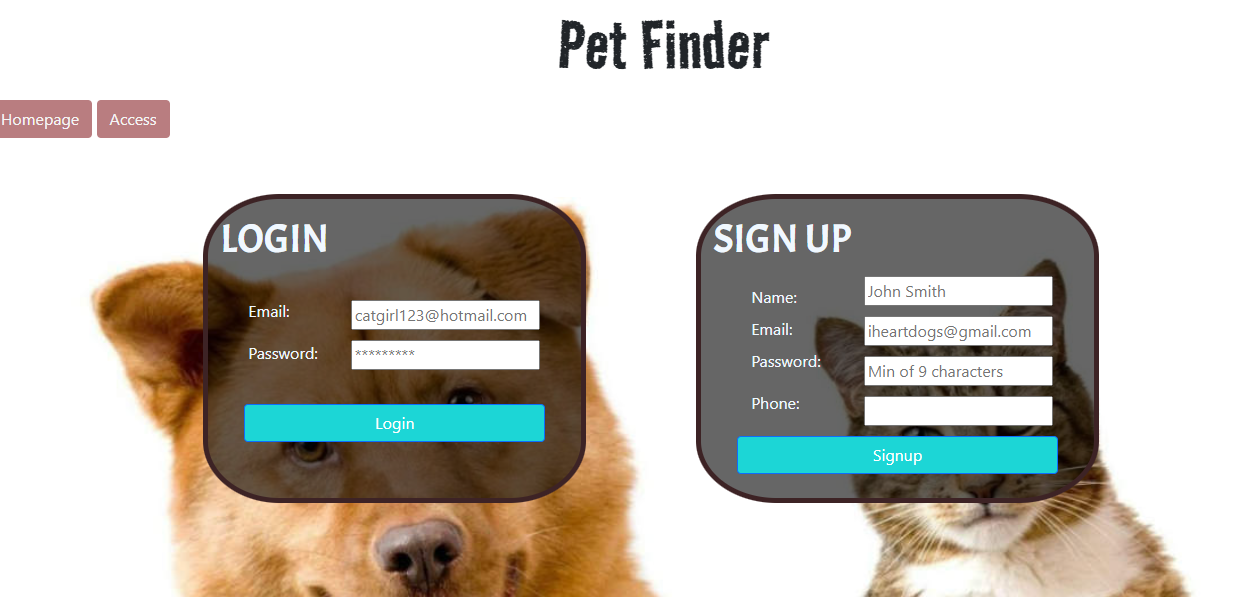 Pet Finder
Homepage Access
LOGIN
Email: catgirl123@hotmail.com
Password: *********
Login
SIGN UP
Name: John Smith
Email: iheartdogs@gmail.com
Password: Min of 9 characters
Phone:
Signup